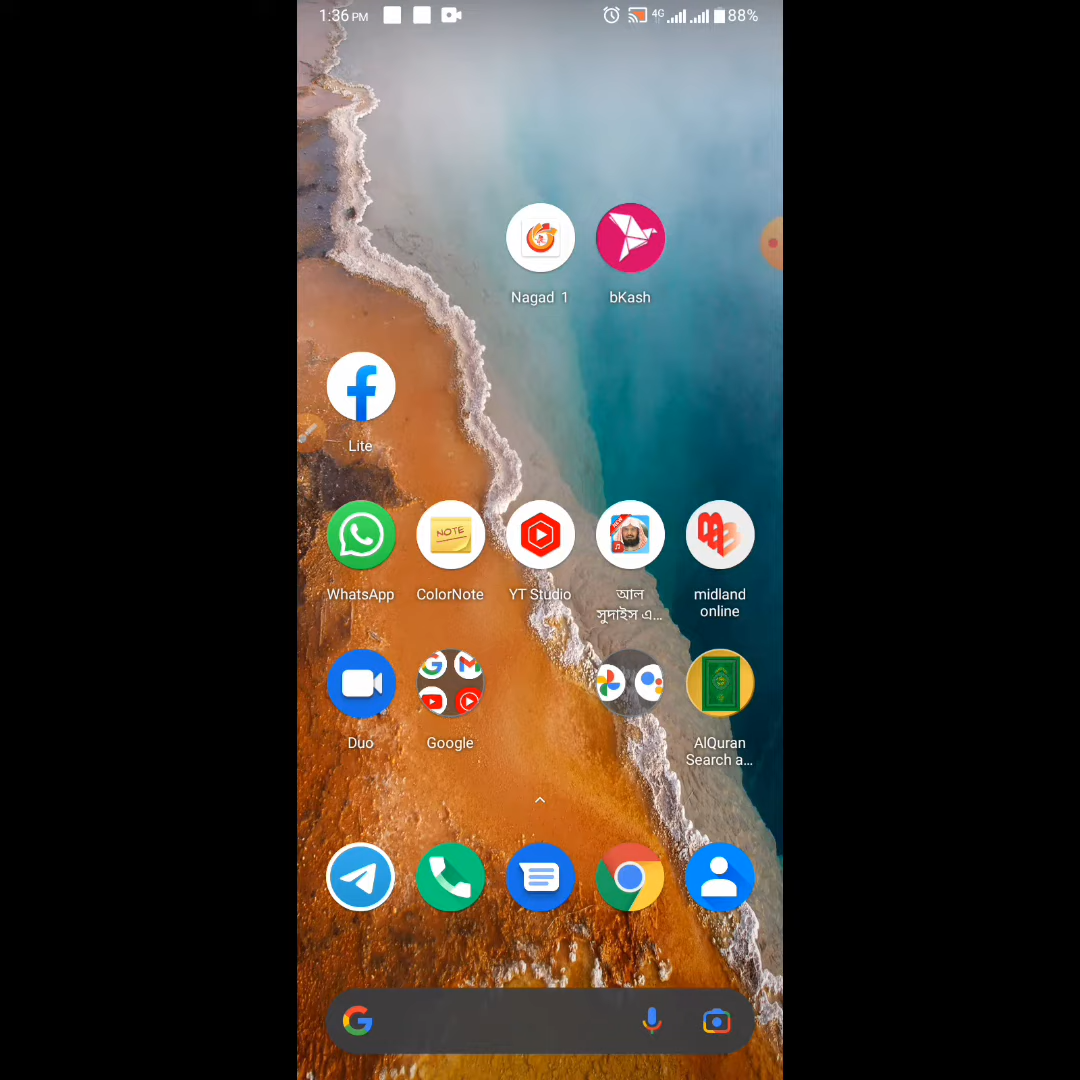 1:36 PM
4G
88%
Nagad 1
bKash
Lite
NOTE
WhatsApp
ColorNote
YT Studio
আল
সুদাইস এ...
midland
online
Duo
Google
AlQuran
Search a...